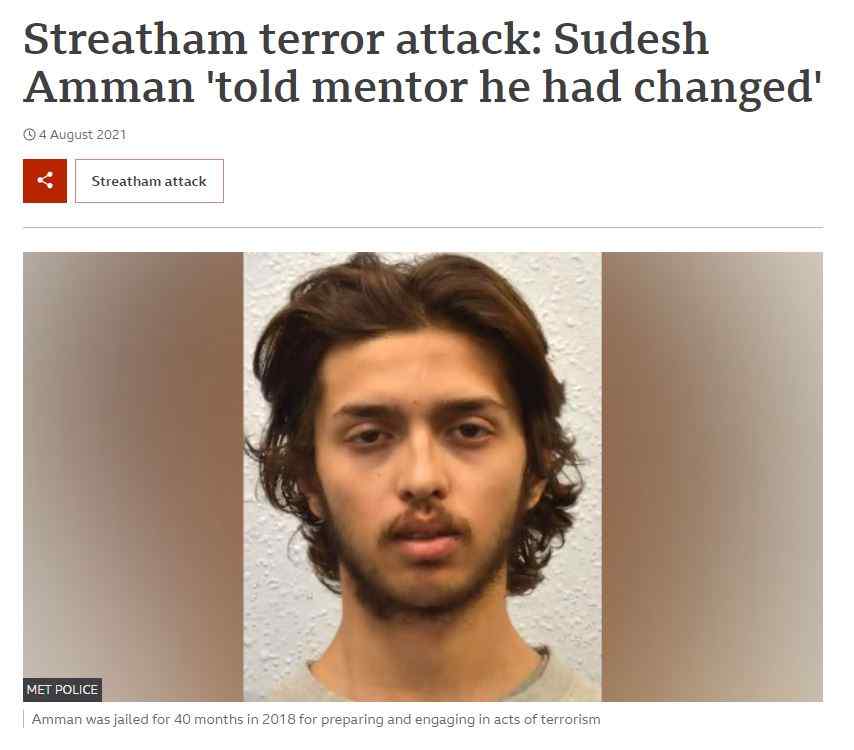 Streatham terror attack: Sudesh
Amman 'told mentor he had changed'
4 August 2021
Streatham attack
MET POLICE
Amman was jailed for 40 months in 2018 for preparing and engaging in acts of terrorism